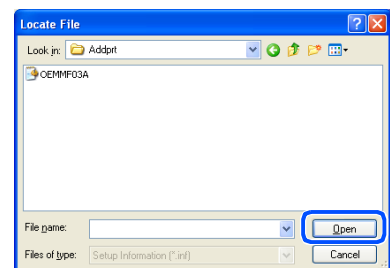 Locate File
Look in: Addprt
OEMMF03A
File name: Open
Files of type: Setup Information (*.inf) Cancel